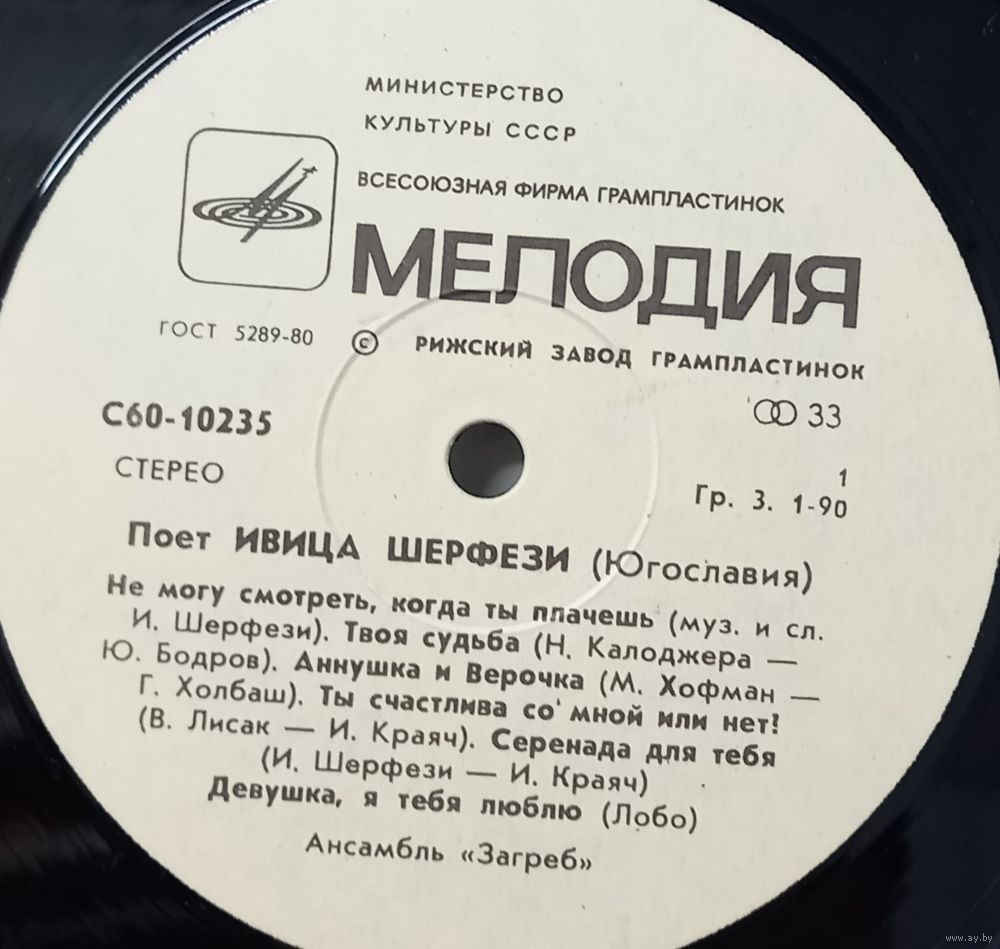 МИНИСТЕРСТВО
КУЛЬТУРЫ СССР
ВСЕСОЮЗНАЯ ФИРМА ГРАМПЛАСТИНОК
МЕЛОДИЯ
ГОСТ 5289-80 © РИЖСКИЙ ЗАВОД ГРАМПЛАСТИНОК
33
С60-10235
СТЕРЕО
1
Гр. 3. 1-90
Поет ИВИЦА ШЕРФЕЗИ (Югославия)
Не могу смотреть, когда ты плачешь (муз. и сл.
И. Шерфези). Твоя судьба (Н. Калоджера —
Ю. Бодров). Аннушка и Верочка (М. Хофман —
Г. Холбаш). Ты счастлива со мной или нет!
(В. Лисак — И. Краяч). Серенада для тебя
(И. Шерфези — И. Краяч)
Девушка, я тебя люблю (Лобо)
Ансамбль «Загреб»
www.ay.by